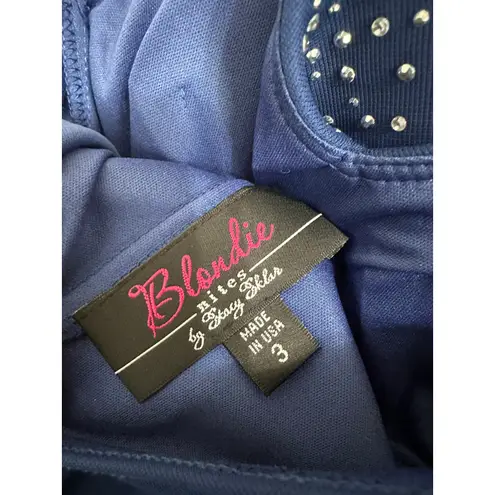 Blondie
nites
by Stacy Sklar
MADE
IN USA
3